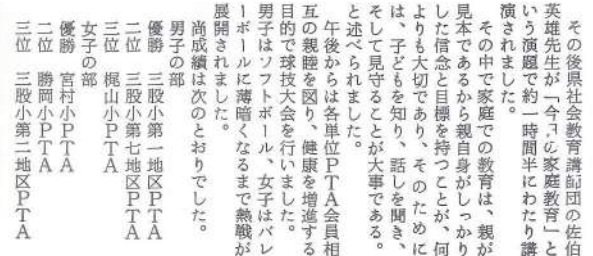 その後県社会教育講師団の佐伯
英雄先生が「今日の家庭教育」と
いう演題で約一時間半にわたり講
演されました。
その中で家庭での教育は、親が
見本であるから親自身がしっかり
した信念と目標を持つことが、何
よりも大切であり、そのために
は、子どもを知り、話しを聞き、
そして見守ることが大事である。
と述べられました。
午後からは各単位PTA会員相
互の親睦を図り、健康を増進する
目的で球技大会を行いました。
男子はソフトボール、女子はバレ
ーボールに薄暗くなるまで熱戦が
展開されました。
尚成績は次のとおりでした。
男子の部
優勝 三股小第一地区PTA
二位 三股小第七地区PTA
三位 梶山小PTA
女子の部
優勝 宮村小PTA
二位 勝岡小PTA
三位 三股小第二地区PTA